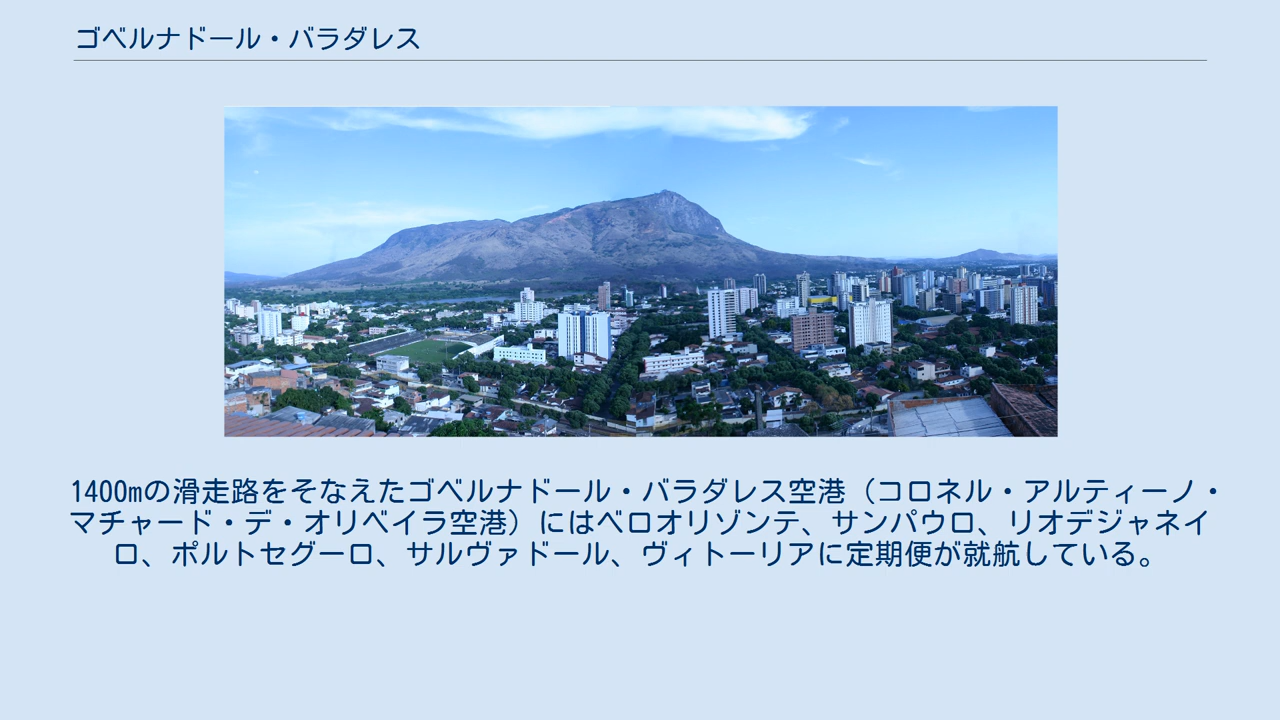 ゴベルナドール・バラダレス
1400mの滑走路をそなえたゴベルナドール・バラダレス空港（コロネル・アルティーノ・
マチャード・デ・オリベイラ空港）にはベロオリゾンテ、サンパウロ、リオデジャネイ
ロ、ポルトセグーロ、サルヴァドール、ヴィトーリアに定期便が就航している。